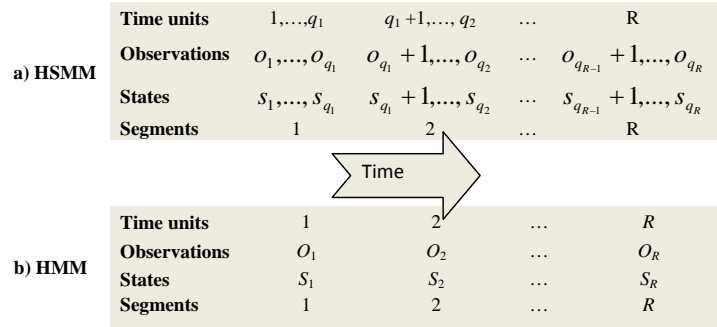 Time units 1,...,q₁ q₁ +1,..., q₂ ... R
Observations o₁,..., o_{q₁} o_{q₁} + 1,..., o_{q₂} ... o_{q_{R−1}} + 1,..., o_{q_R}
a) HSMM
States s₁,..., s_{q₁} s_{q₁} + 1,..., s_{q₂} ... s_{q_{R−1}} + 1,..., s_{q_R}
Segments 1 2 ... R
Time
Time units 1 2 ... R
Observations O₁ O₂ ... O_R
b) HMM
States S₁ S₂ ... S_R
Segments 1 2 ... R